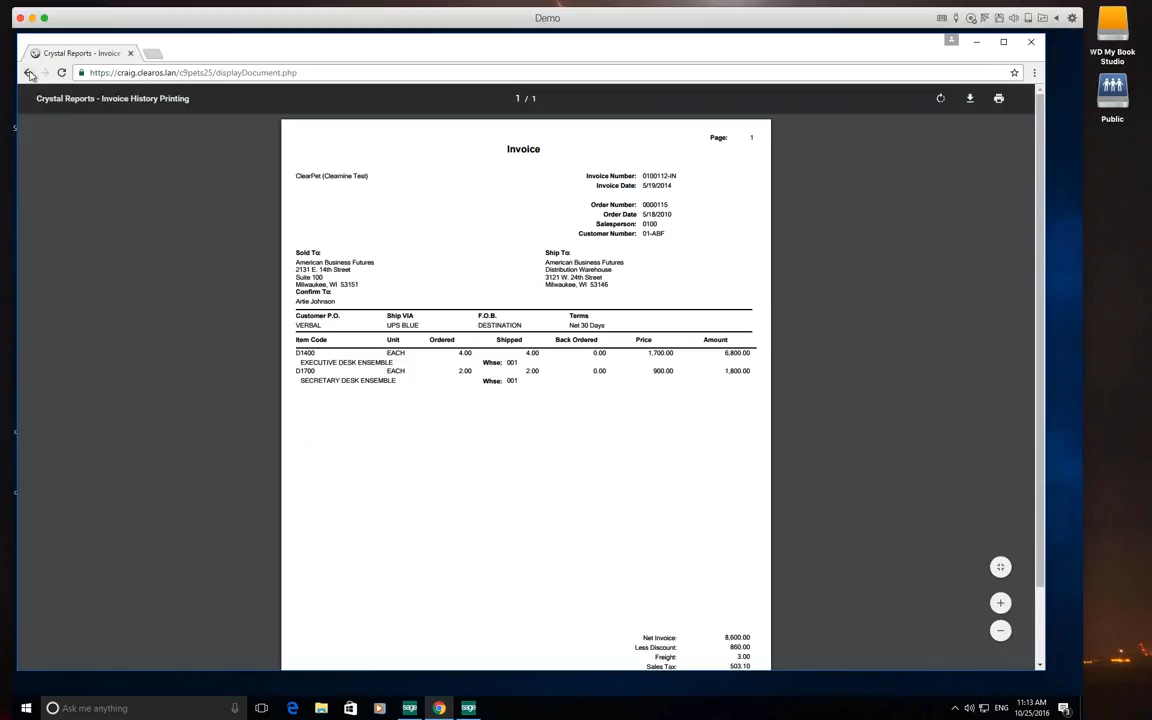 Demo
WD My Book
Studio
Public
Crystal Reports - Invoice
https://craig.clearos.lan/c9pets25/displayDocument.php
Crystal Reports - Invoice History Printing
1 / 1
Page: 1
Invoice
ClearPet (Clearnine Test)
Invoice Number: 0100112-IN
Invoice Date: 5/19/2014
Order Number: 0000115
Order Date 5/18/2010
Salesperson: 0100
Customer Number: 01-ABF
Sold To:
American Business Futures
2131 E. 14th Street
Suite 100
Milwaukee, WI 53151
Confirm To:
Artie Johnson
Ship To:
American Business Futures
Distribution Warehouse
3121 W. 24th Street
Milwaukee, WI 53146
Customer P.O. Ship VIA F.O.B. Terms
VERBAL UPS BLUE DESTINATION Net 30 Days
Item Code Unit Ordered Shipped Back Ordered Price Amount
D1400 EACH 4.00 4.00 0.00 1,700.00 6,800.00
EXECUTIVE DESK ENSEMBLE Whse: 001
D1700 EACH 2.00 2.00 0.00 900.00 1,800.00
SECRETARY DESK ENSEMBLE Whse: 001
Net Invoice: 8,600.00
Less Discount: 860.00
Freight: 3.00
Sales Tax: 503.10
Ask me anything
sage
sage
ENG
11:13 AM
10/25/2016
3